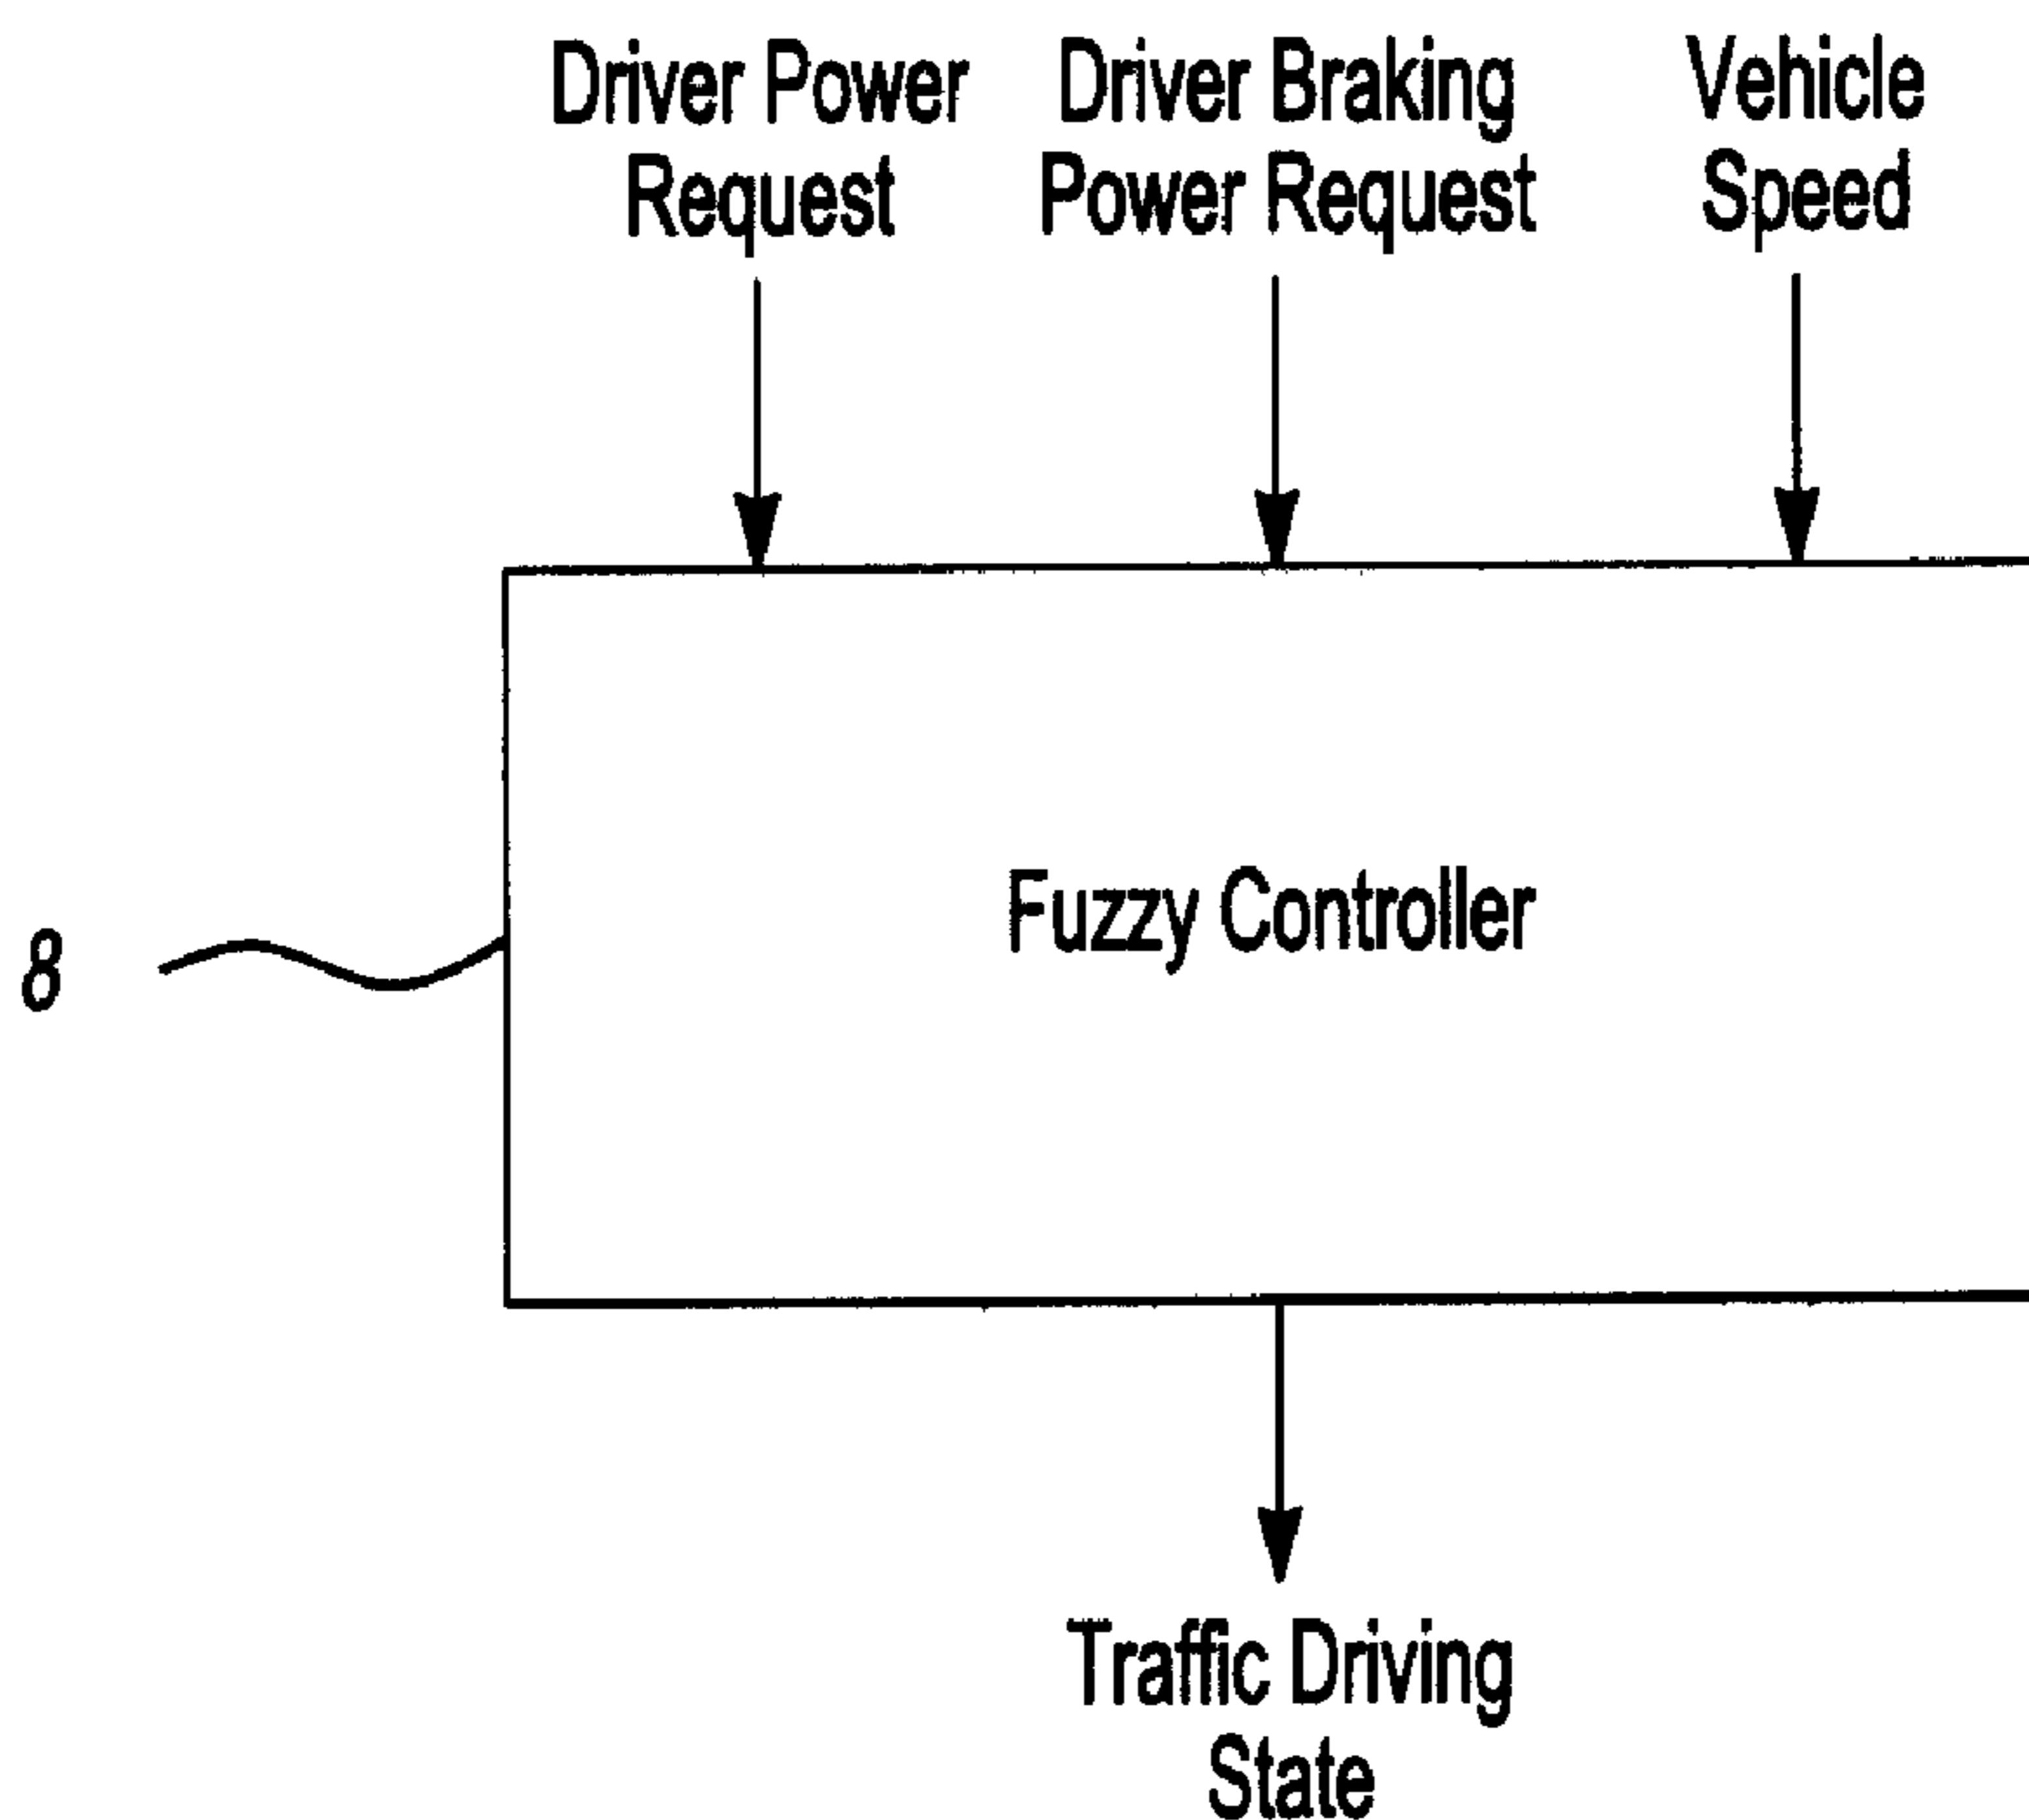 Driver Power
Request
Driver Braking
Power Request
Vehicle
Speed
Fuzzy Controller
8
Traffic Driving
State